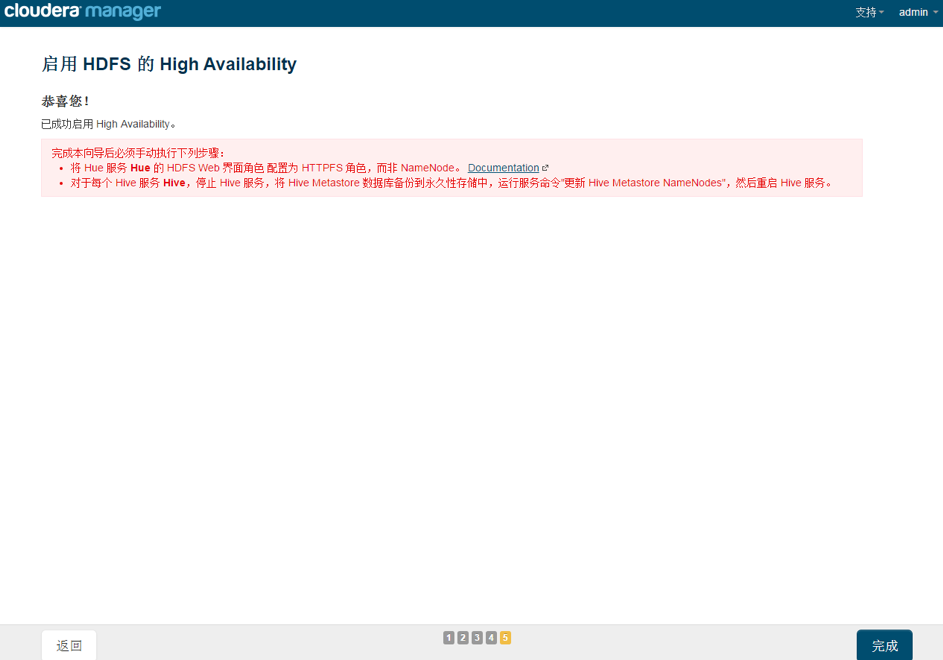 cloudera manager
支持 admin
启用 HDFS 的 High Availability
恭喜您！
已成功启用 High Availability。
完成本向导后必须手动执行下列步骤：
将 Hue 服务 Hue 的 HDFS Web 界面角色 配置为 HTTPFS 角色，而非 NameNode。 Documentation
对于每个 Hive 服务 Hive，停止 Hive 服务，将 Hive Metastore 数据库备份到永久性存储中，运行服务命令"更新 Hive Metastore NameNodes"，然后重启 Hive 服务。
返回
1 2 3 4 5
完成